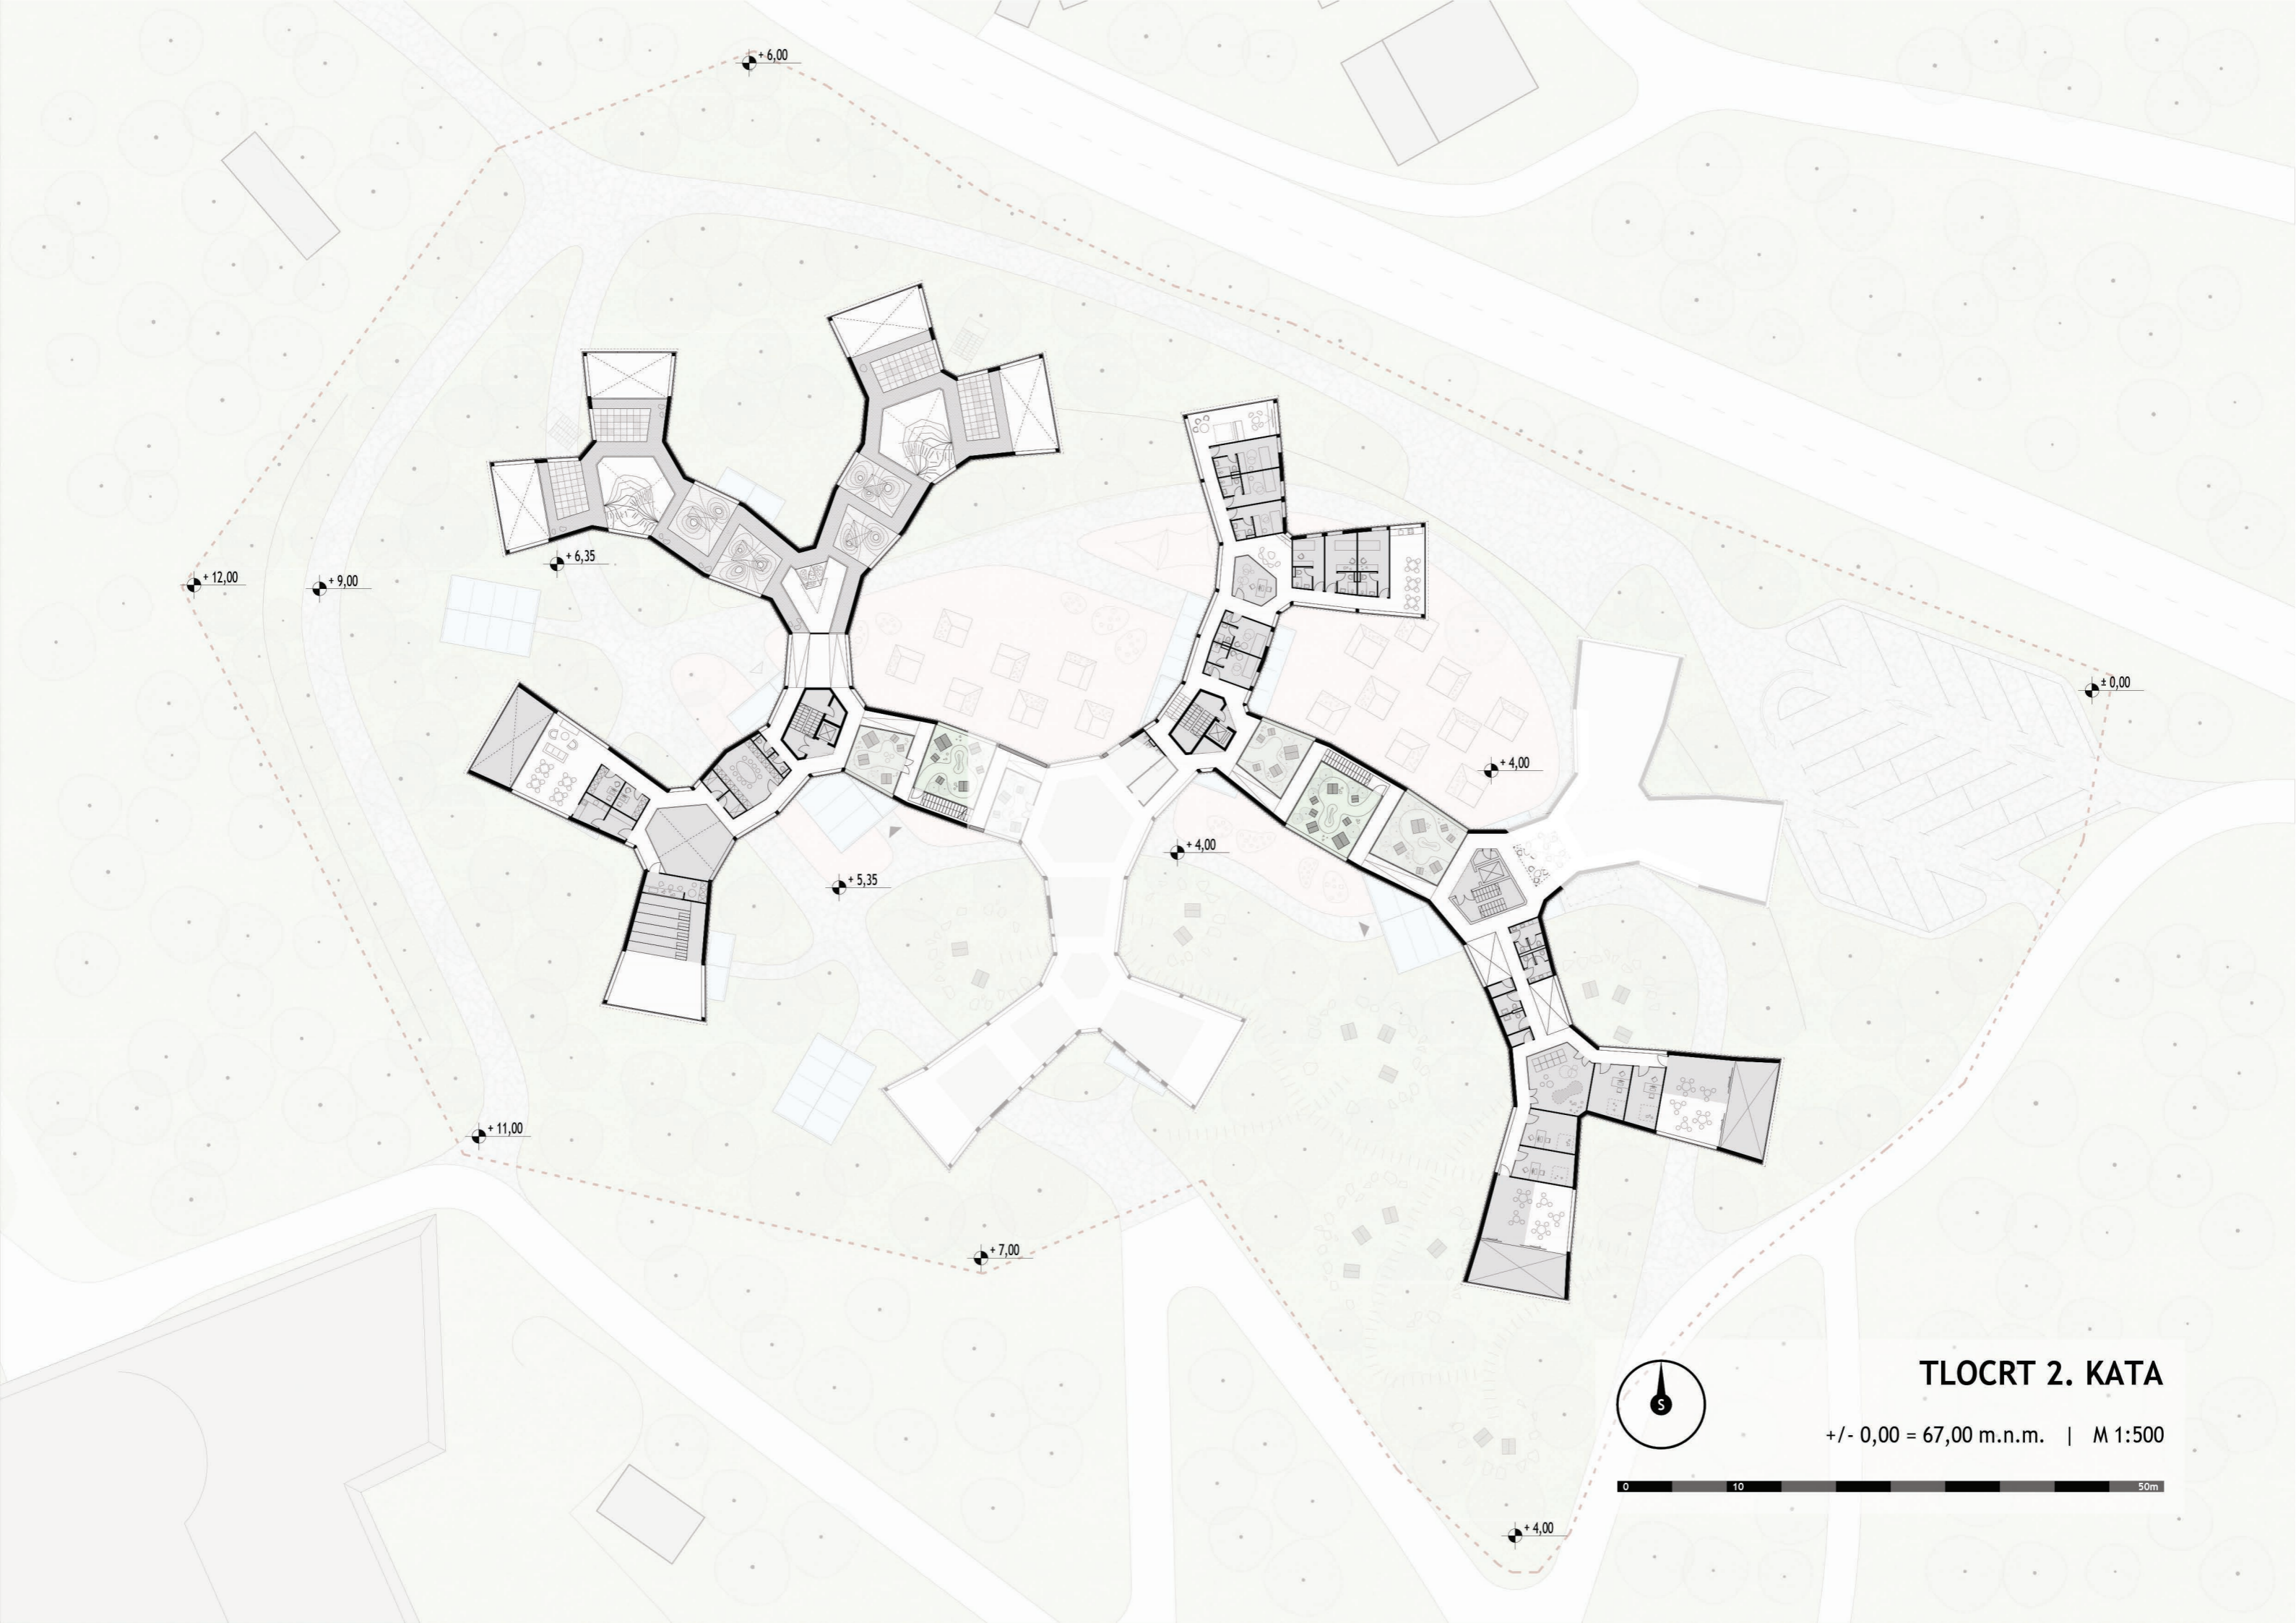 + 6,00
+ 6,35
+ 12,00
+ 9,00
± 0,00
+ 4,00
+ 4,00
+ 5,35
+ 11,00
+ 7,00
TLOCRT 2. KATA
S
+/- 0,00 = 67,00 m.n.m. | M 1:500
0 10 50m
+ 4,00